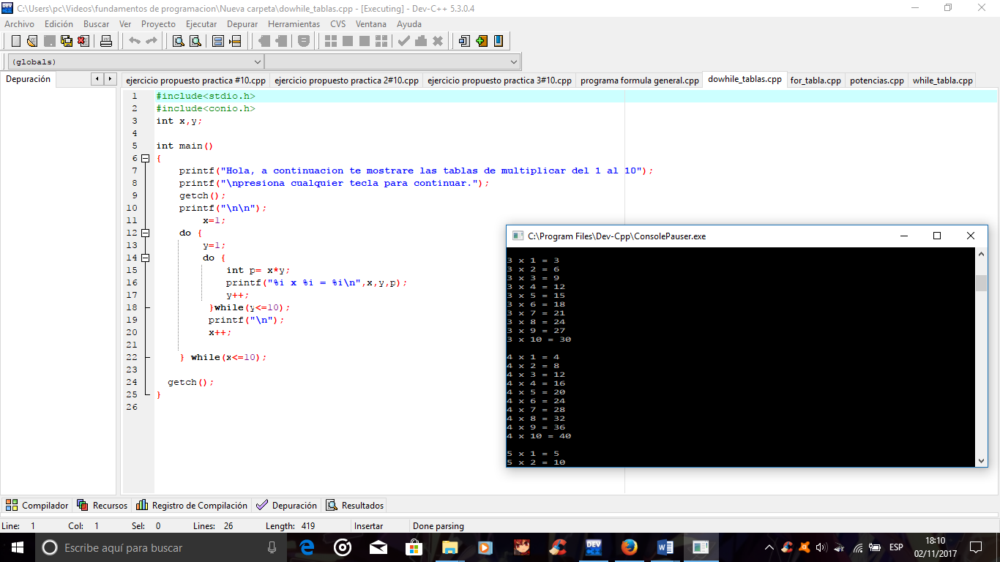 C:\Users\pc\Videos\fundamentos de programacion\Nueva carpeta\dowhile_tablas.cpp - [Executing] - Dev-C++ 5.3.0.4
Archivo Edición Buscar Ver Proyecto Ejecutar Depurar Herramientas CVS Ventana Ayuda
(globals)
Depuración
ejercicio propuesto practica #10.cpp ejercicio propuesto practica 2#10.cpp ejercicio propuesto practica 3#10.cpp programa formula general.cpp dowhile_tablas.cpp for_tabla.cpp potencias.cpp while_tabla.cpp
1 #include<stdio.h>
2 #include<conio.h>
3 int x,y;
4
5 int main()
6 {
7 printf("Hola, a continuacion te mostrare las tablas de multiplicar del 1 al 10");
8 printf("\npresiona cualquier tecla para continuar.");
9 getch();
10 printf("\n\n");
11 x=1;
12 do {
13 y=1;
14 do {
15 int p= x*y;
16 printf("%i x %i = %i\n",x,y,p);
17 y++;
18 }while(y<=10);
19 printf("\n");
20 x++;
21
22 } while(x<=10);
23
24 getch();
25 }
26
C:\Program Files\Dev-Cpp\ConsolePauser.exe
3 x 1 = 3
3 x 2 = 6
3 x 3 = 9
3 x 4 = 12
3 x 5 = 15
3 x 6 = 18
3 x 7 = 21
3 x 8 = 24
3 x 9 = 27
3 x 10 = 30
4 x 1 = 4
4 x 2 = 8
4 x 3 = 12
4 x 4 = 16
4 x 5 = 20
4 x 6 = 24
4 x 7 = 28
4 x 8 = 32
4 x 9 = 36
4 x 10 = 40
5 x 1 = 5
5 x 2 = 10
Compilador Recursos Registro de Compilación Depuración Resultados
Line: 1 Col: 1 Sel: 0 Lines: 26 Length: 419 Insertar Done parsing
Escribe aquí para buscar
ESP
18:10
02/11/2017